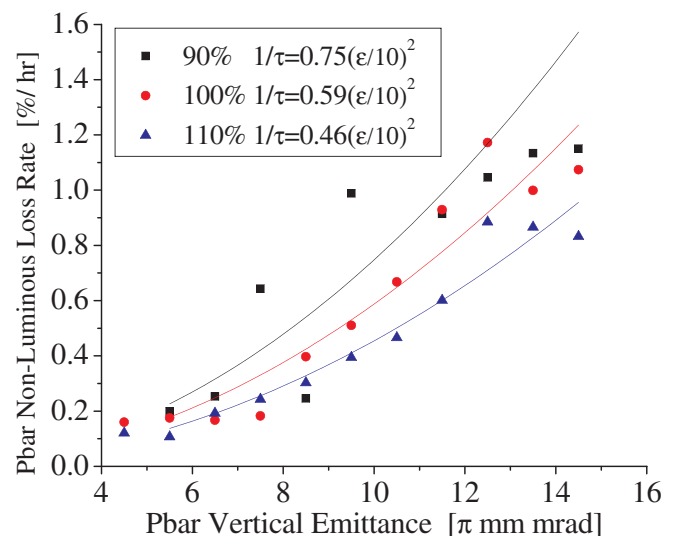 1.6
1.4
1.2
1.0
0.8
0.6
0.4
0.2
0.0
Pbar Non-Luminous Loss Rate [%/ hr]
90% 1/τ=0.75(ε/10)²
100% 1/τ=0.59(ε/10)²
110% 1/τ=0.46(ε/10)²
4 6 8 10 12 14 16
Pbar Vertical Emittance [π mm mrad]